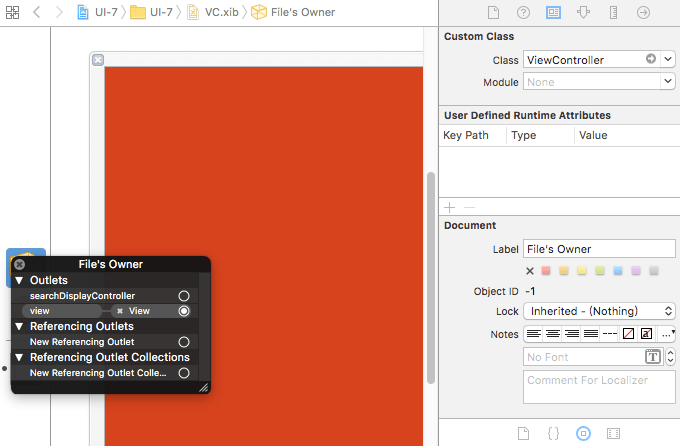 UI-7 UI-7 VC.xib File's Owner
Custom Class
Class ViewController
Module None
User Defined Runtime Attributes
Key Path Type Value
Document
Label File's Owner
Object ID -1
Lock Inherited - (Nothing)
Notes
No Font
Comment For Localizer
File's Owner
Outlets
searchDisplayController
view View
Referencing Outlets
New Referencing Outlet
Referencing Outlet Collections
New Referencing Outlet Colle...